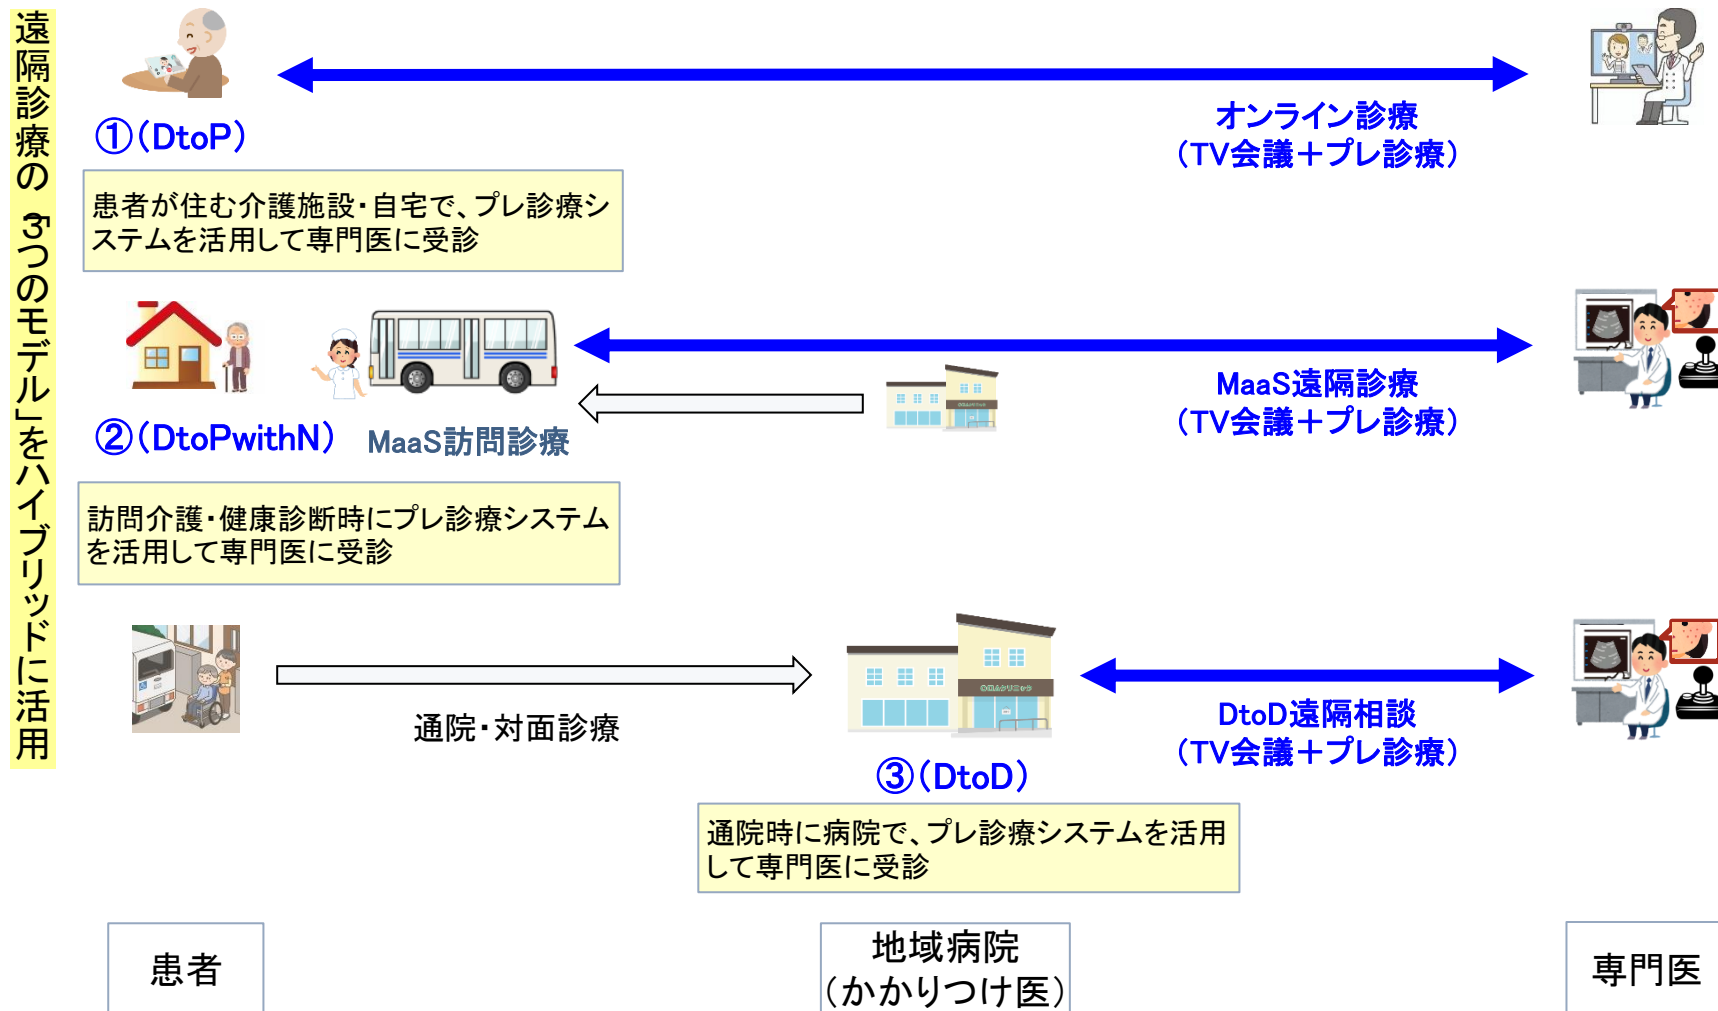 遠隔診療の「3つのモデル」をハイブリッドに活用
①(DtoP)
オンライン診療
(TV会議＋プレ診療)
患者が住む介護施設・自宅で、プレ診療シ
ステムを活用して専門医に受診
②(DtoPwithN)
MaaS訪問診療
MaaS遠隔診療
(TV会議＋プレ診療)
訪問介護・健康診断時にプレ診療システム
を活用して専門医に受診
通院・対面診療
③(DtoD)
DtoD遠隔相談
(TV会議＋プレ診療)
通院時に病院で、プレ診療システムを活用
して専門医に受診
患者
地域病院
(かかりつけ医)
専門医